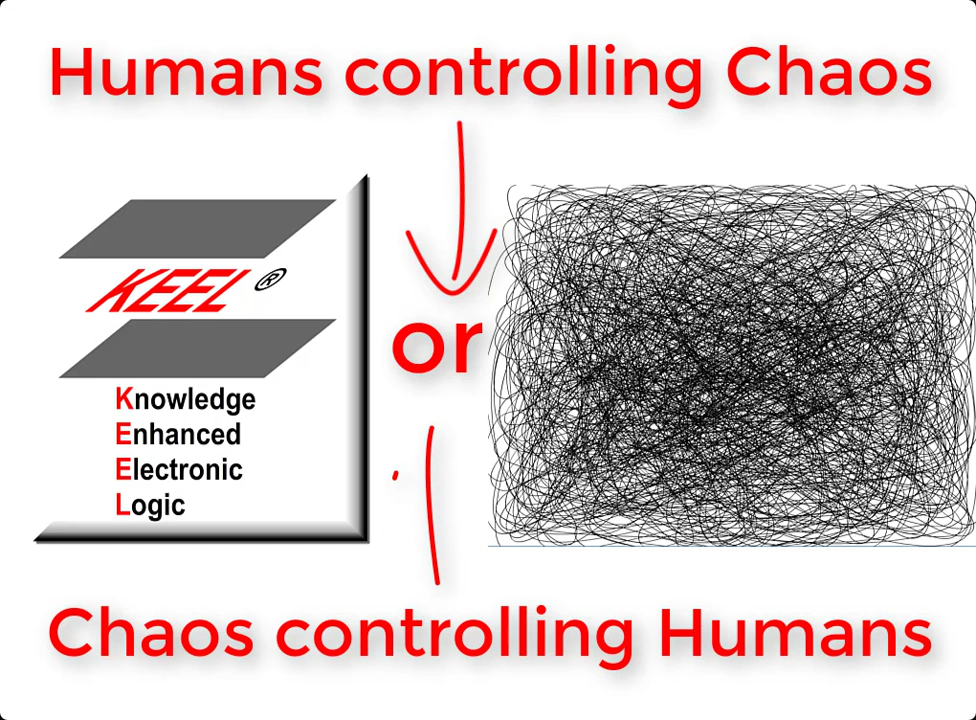 Humans controlling Chaos
KEEL®
or
Knowledge
Enhanced
Electronic
Logic
Chaos controlling Humans